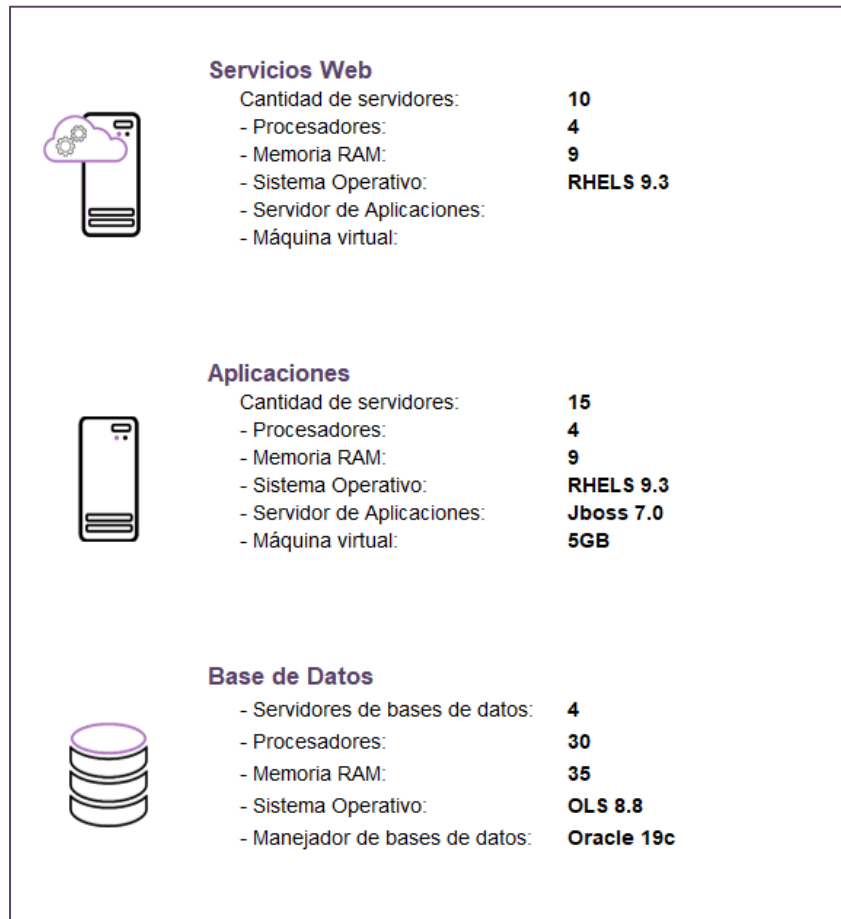 Servicios Web
Cantidad de servidores: 10
- Procesadores: 4
- Memoria RAM: 9
- Sistema Operativo: RHELS 9.3
- Servidor de Aplicaciones:
- Máquina virtual:
Aplicaciones
Cantidad de servidores: 15
- Procesadores: 4
- Memoria RAM: 9
- Sistema Operativo: RHELS 9.3
- Servidor de Aplicaciones: Jboss 7.0
- Máquina virtual: 5GB
Base de Datos
- Servidores de bases de datos: 4
- Procesadores: 30
- Memoria RAM: 35
- Sistema Operativo: OLS 8.8
- Manejador de bases de datos: Oracle 19c